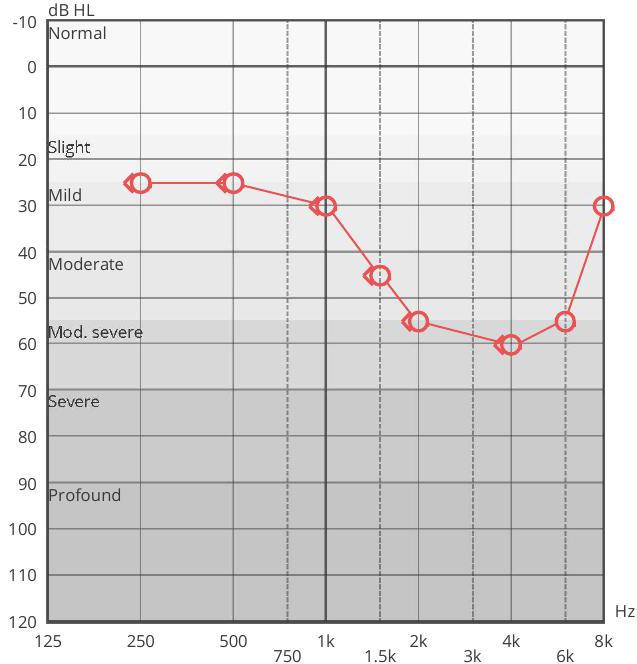 dB HL
-10
Normal
0
10
Slight
20
Mild
30
40
Moderate
50
Mod. severe
60
70
Severe
80
90
Profound
100
110
120
Hz
125 250 500 1k 2k 4k 8k
750 1.5k 3k 6k